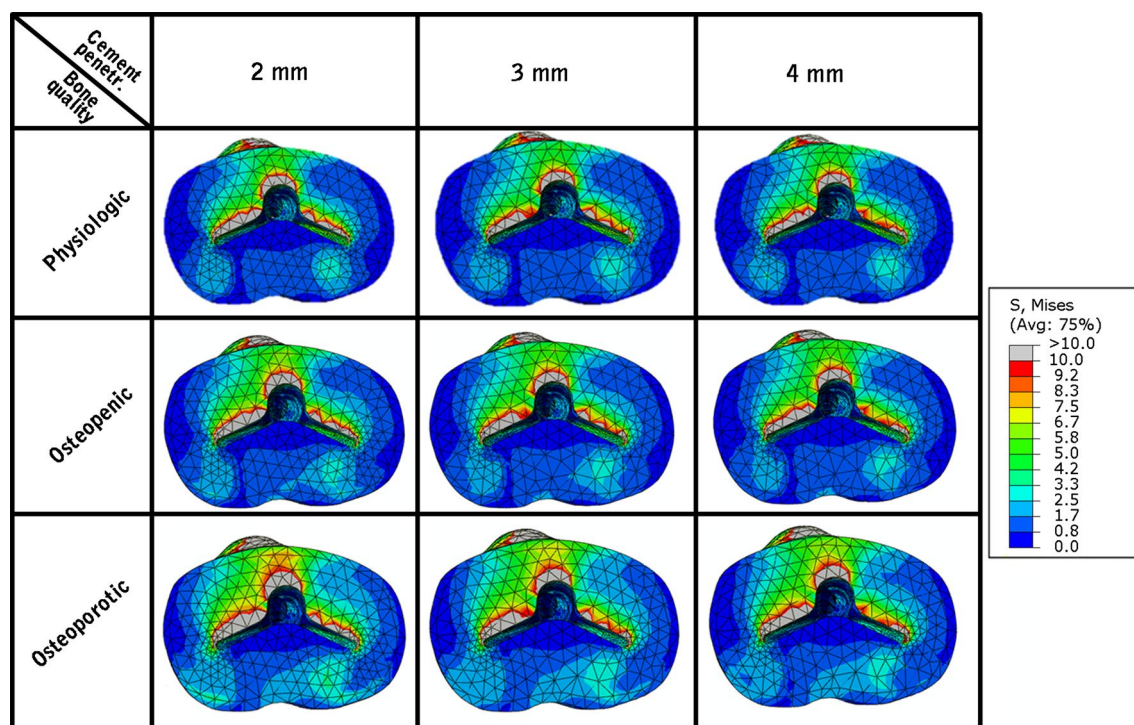 Cement
penetr.
Bone
quality
2 mm
3 mm
4 mm
Physiologic
Osteopenic
Osteoporotic
S, Mises
(Avg: 75%)
>10.0
10.0
9.2
8.3
7.5
6.7
5.8
5.0
4.2
3.3
2.5
1.7
0.8
0.0